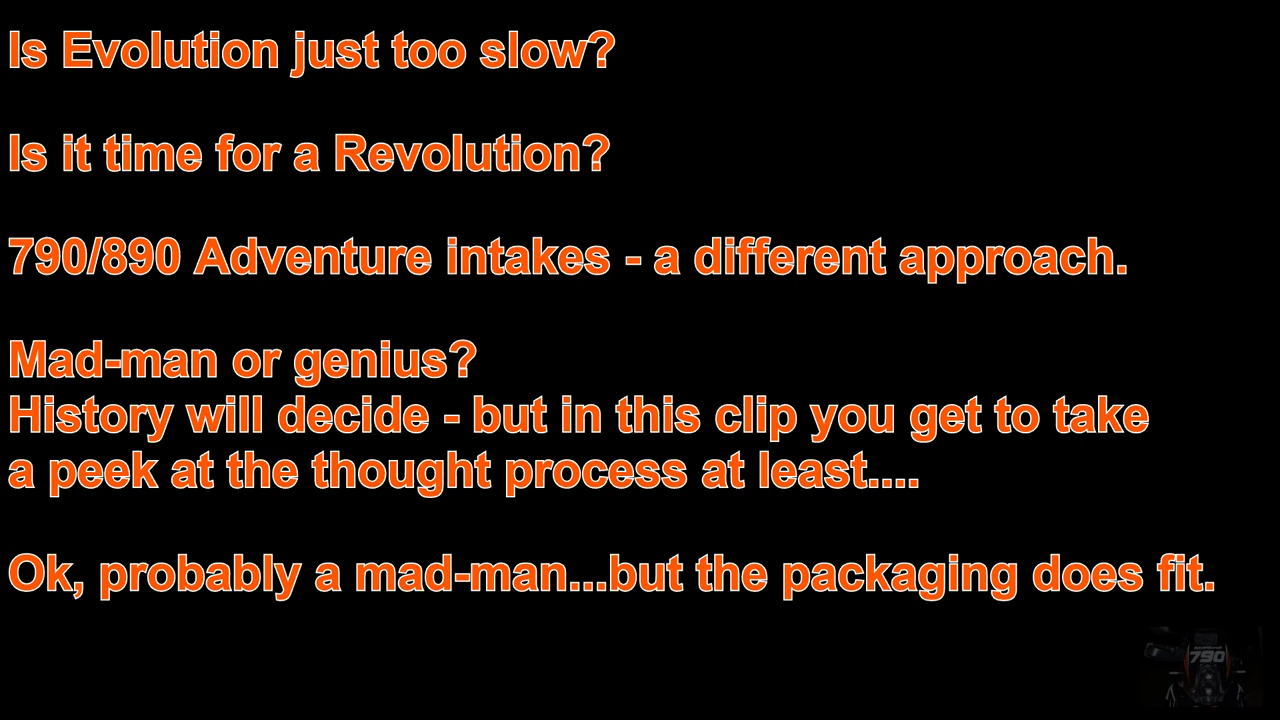 Is Evolution just too slow?
Is it time for a Revolution?
790/890 Adventure intakes - a different approach.
Mad-man or genius?
History will decide - but in this clip you get to take
a peek at the thought process at least....
Ok, probably a mad-man...but the packaging does fit.
790